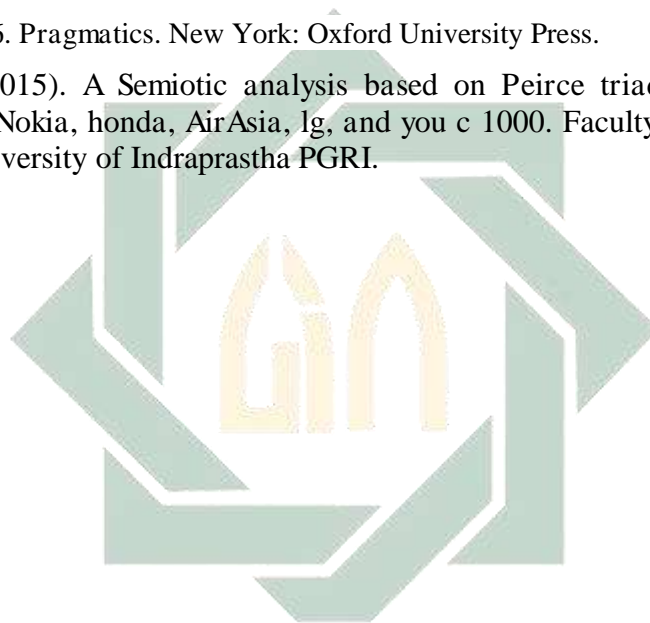 6. Pragmatics. New York: Oxford University Press.
015). A Semiotic analysis based on Peirce triad
Nokia, honda, AirAsia, lg, and you c 1000. Faculty
versity of Indraprastha PGRI.